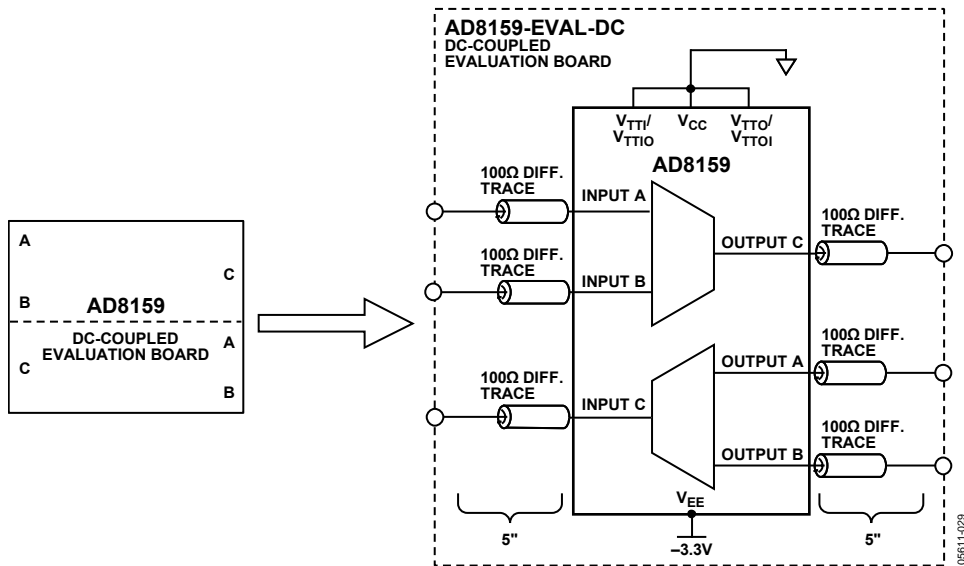 AD8159-EVAL-DC
DC-COUPLED
EVALUATION BOARD
VTTI/
VTTIO
VCC
VTTO/
VTTOI
AD8159
100Ω DIFF.
TRACE
INPUT A
100Ω DIFF.
TRACE
INPUT B
100Ω DIFF.
TRACE
INPUT C
OUTPUT C
100Ω DIFF.
TRACE
OUTPUT A
100Ω DIFF.
TRACE
OUTPUT B
100Ω DIFF.
TRACE
VEE
–3.3V
5"
5"
A
B
C
AD8159
DC-COUPLED
EVALUATION BOARD
C
A
B
05611-029